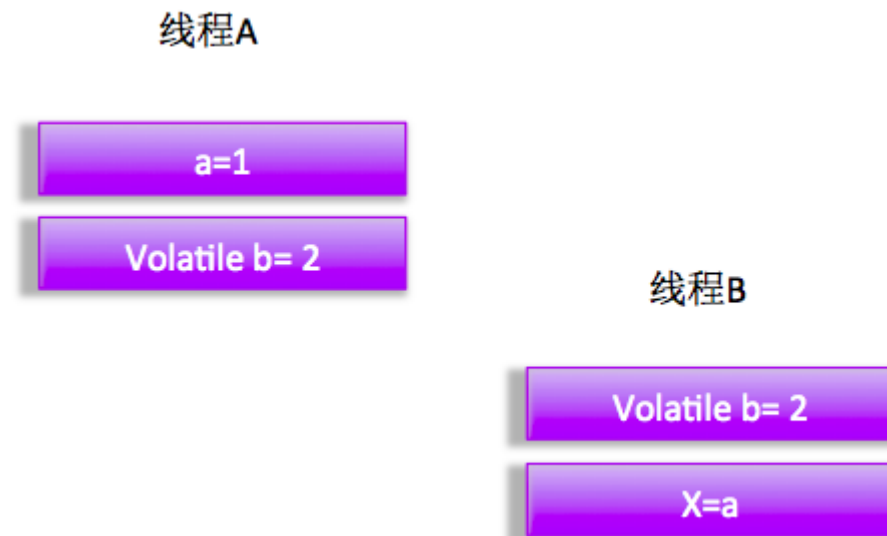 线程A
a=1
Volatile b= 2
线程B
Volatile b= 2
X=a